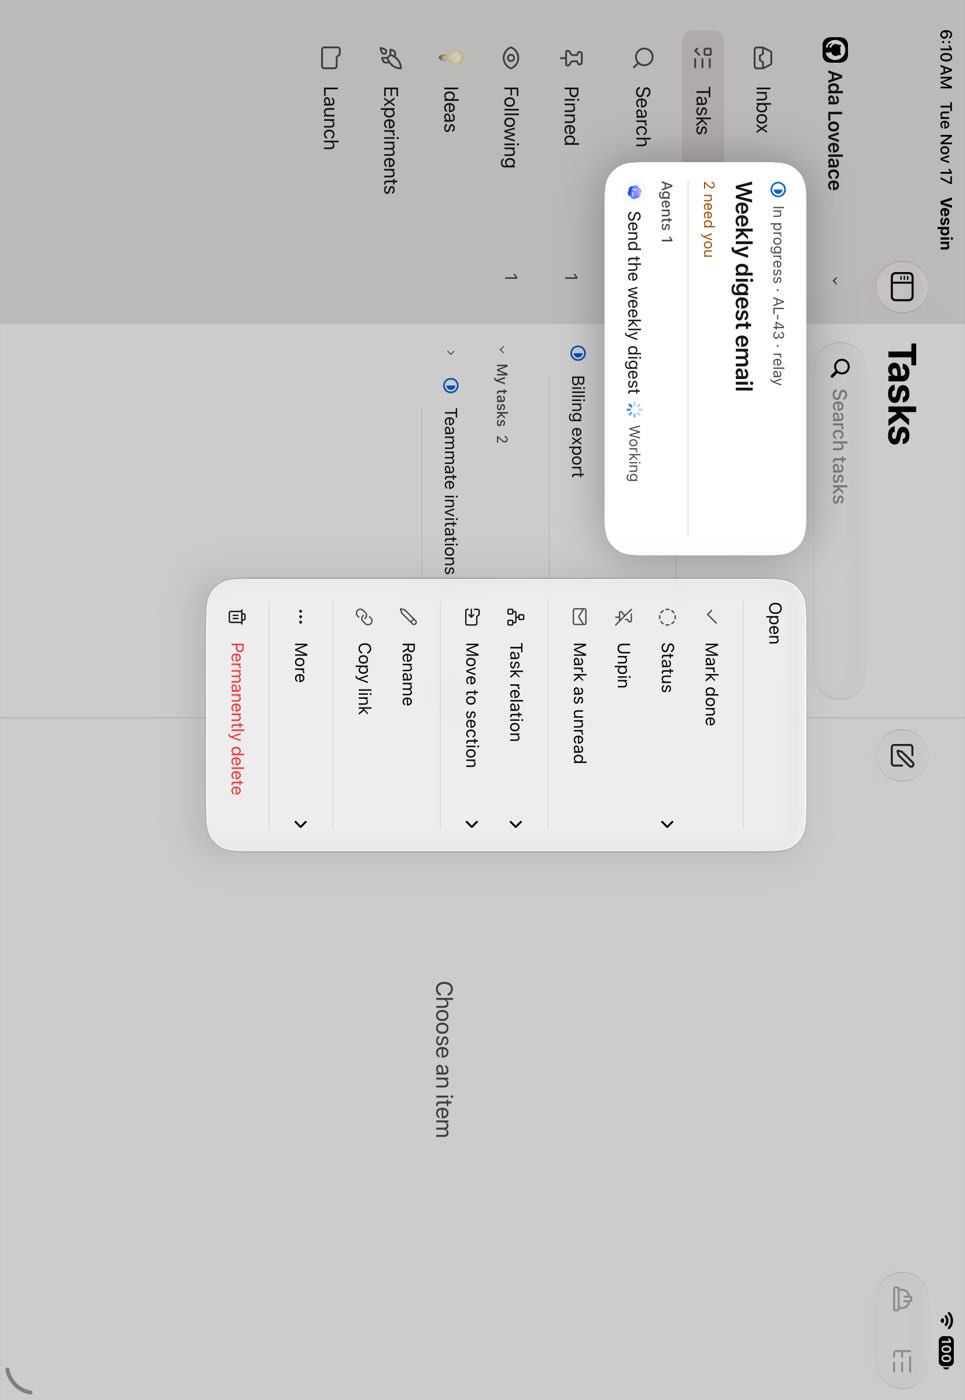 6:10 AM Tue Nov 17 Vespin
100
Tasks
Ada Lovelace
Search tasks
Inbox
Tasks
Search
Pinned 1
Following 1
Ideas
Experiments
Launch
In progress · AL-43 · relay
Weekly digest email
2 need you
Agents 1
Send the weekly digest Working
Billing export
My tasks 2
Teammate invitations
Open
Mark done
Status
Unpin
Mark as unread
Task relation
Move to section
Rename
Copy link
More
Permanently delete
Choose an item